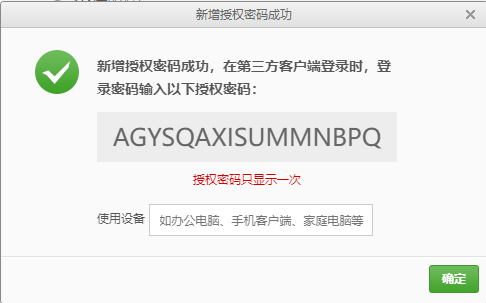 新增授权密码成功
新增授权密码成功，在第三方客户端登录时，登
录密码输入以下授权密码：
AGYSQAXISUMMNBPQ
授权密码只显示一次
使用设备 如办公电脑、手机客户端、家庭电脑等
确定